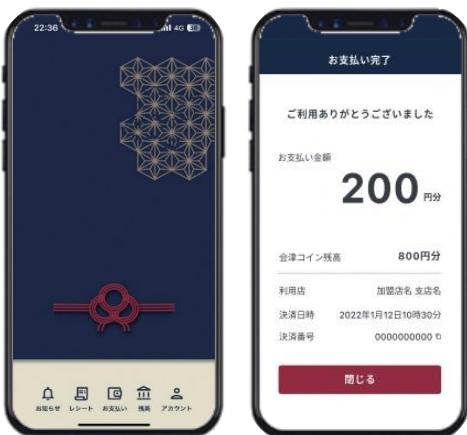 22:36
4G 83
お知らせ
レシート
お支払い
残高
アカウント
お支払い完了
ご利用ありがとうございました
お支払い金額
200 円分
会津コイン残高 800円分
利用店 加盟店名 支店名
決済日時 2022年1月12日10時30分
決済番号 0000000000
閉じる